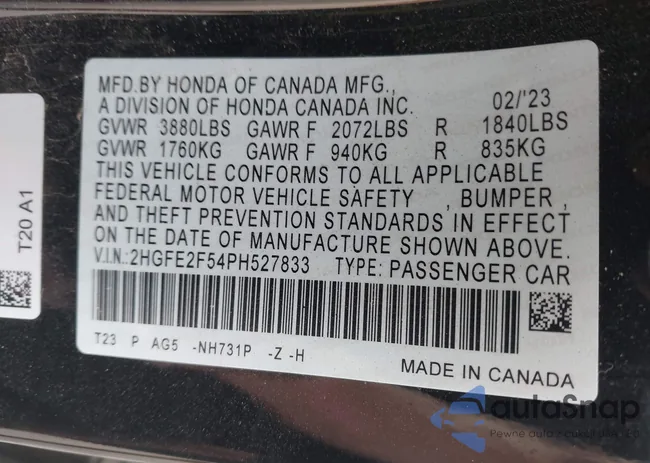 MFD.BY HONDA OF CANADA MFG.,
A DIVISION OF HONDA CANADA INC. 02/'23
GVWR 3880LBS GAWR F 2072LBS R 1840LBS
GVWR 1760KG GAWR F 940KG R 835KG
THIS VEHICLE CONFORMS TO ALL APPLICABLE
FEDERAL MOTOR VEHICLE SAFETY , BUMPER ,
AND THEFT PREVENTION STANDARDS IN EFFECT
ON THE DATE OF MANUFACTURE SHOWN ABOVE.
V.I.N.:2HGFE2F54PH527833 TYPE: PASSENGER CAR
T23 P AG5 -NH731P -Z -H
MADE IN CANADA
T20 A1
autoSnap
Pewne auta z